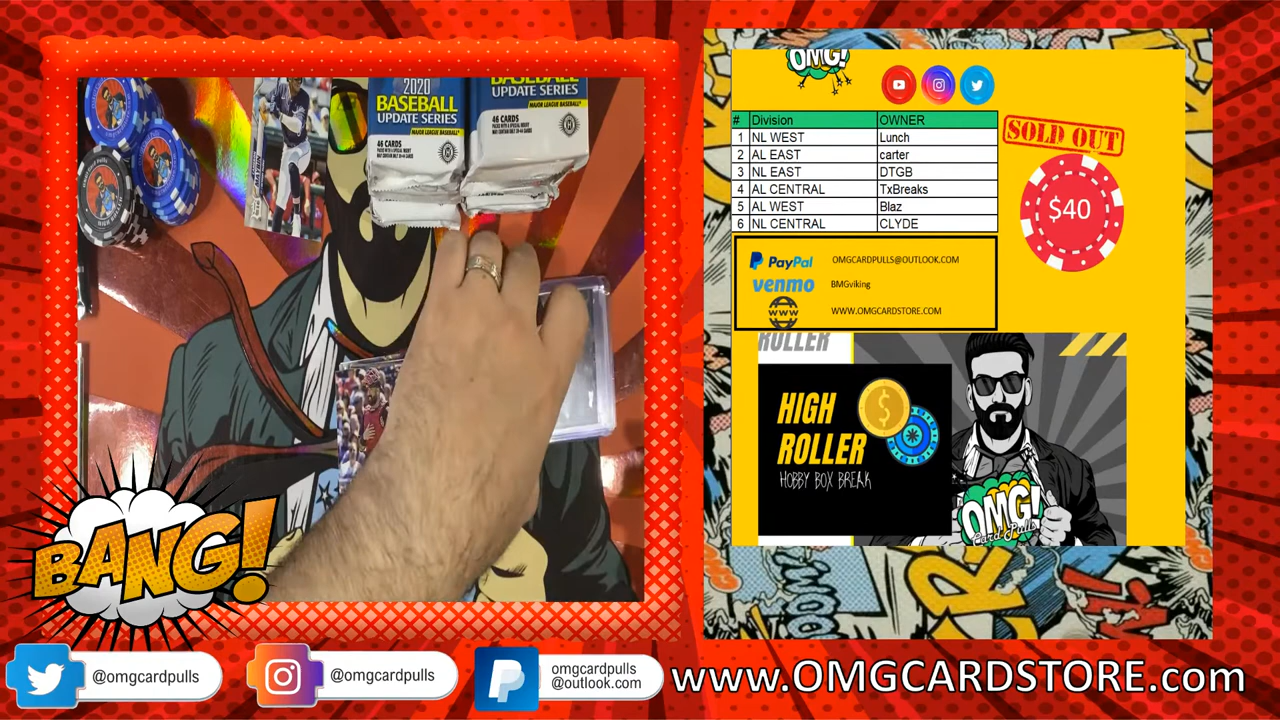 2020
BASEBALL
UPDATE SERIES
MAJOR LEAGUE BASEBALL
46 CARDS
BASEBALL
UPDATE SERIES
MAJOR LEAGUE BASEBALL
46 CARDS
BANG!
@omgcardpulls
@omgcardpulls
omgcardpulls
@outlook.com
www.OMGCARDSTORE.com
OMG!
# Division OWNER
1 NL WEST Lunch
2 AL EAST carter
3 NL EAST DTGB
4 AL CENTRAL TxBreaks
5 AL WEST Blaz
6 NL CENTRAL CLYDE
SOLD OUT
$40
PayPal OMGCARDPULLS@OUTLOOK.COM
venmo BMGviking
WWW WWW.OMGCARDSTORE.COM
ROLLER
HIGH
ROLLER
HOBBY BOX BREAK
OMG!
Card Pulls